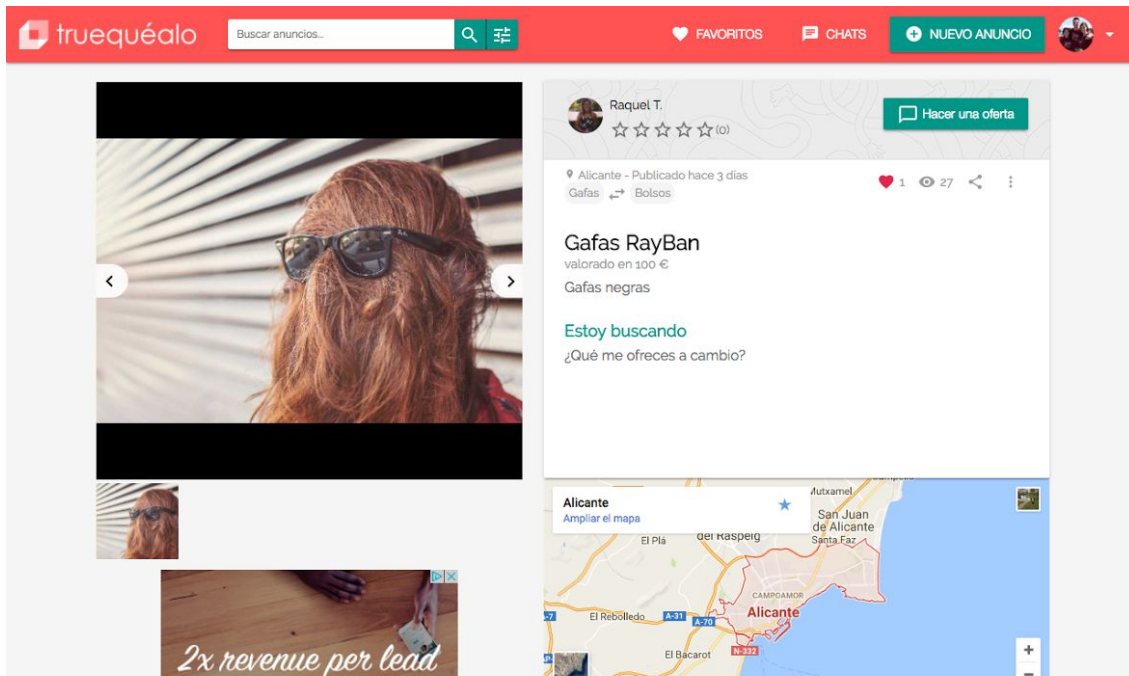 truequéalo
Buscar anuncios...
FAVORITOS
CHATS
NUEVO ANUNCIO
Raquel T.
(0)
Hacer una oferta
Alicante - Publicado hace 3 días
1
27
Gafas
Bolsos
Gafas RayBan
valorado en 100 €
Gafas negras
Estoy buscando
¿Qué me ofreces a cambio?
Alicante
Ampliar el mapa
Mutxamel
San Juan
de Alicante
Santa Faz
El Plá
del Raspeig
CAMPOAMOR
Alicante
El Rebolledo
A-31
A-70
N-332
El Bacarot
2x revenue per lead